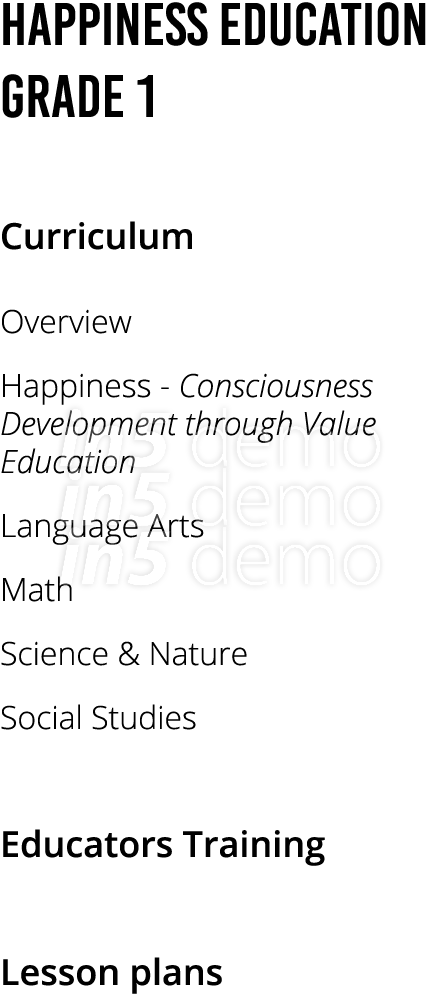 HAPPINESS EDUCATION
GRADE 1
Curriculum
Overview
Happiness - Consciousness
Development through Value
Education
in5 demo
Language Arts
in5 demo
in5 demo
Math
Science & Nature
Social Studies
Educators Training
Lesson plans